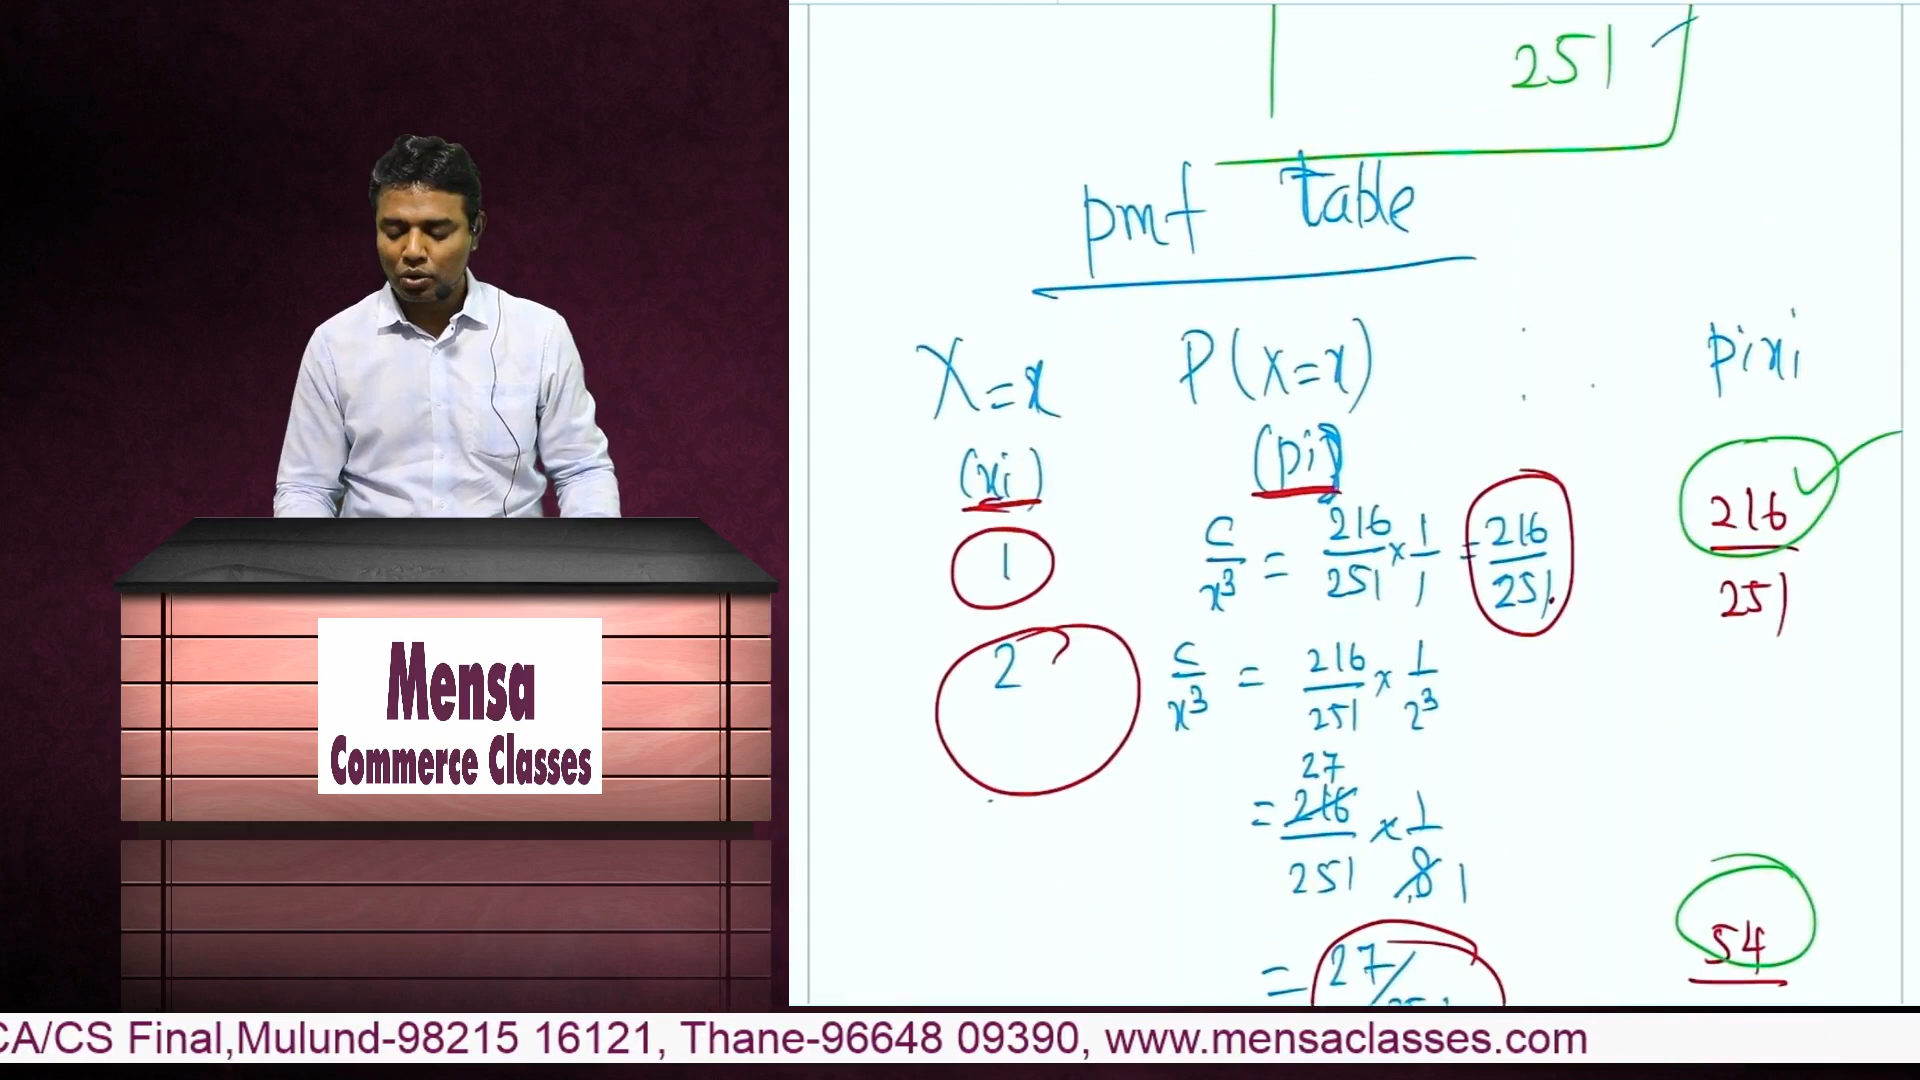 251
pmf table
X=x P(X=x) pixi
(xi) (pi)
1 c/x³ = 216/251 × 1/1 = 216/251 216/251
2 c/x³ = 216/251 × 1/2³
27
= 216/251 × 1/8 1
= 27/ 54
Mensa
Commerce Classes
CA/CS Final,Mulund-98215 16121, Thane-96648 09390, www.mensaclasses.com